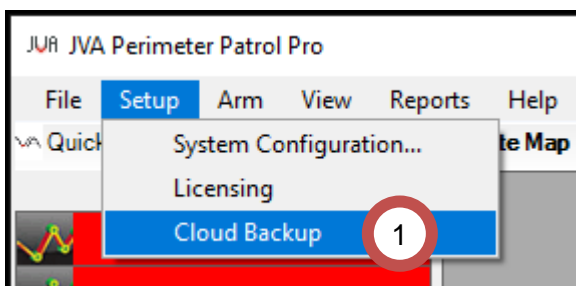 JVA JVA Perimeter Patrol Pro
File Setup Arm View Reports Help
Quick te Map
System Configuration...
Licensing
Cloud Backup 1